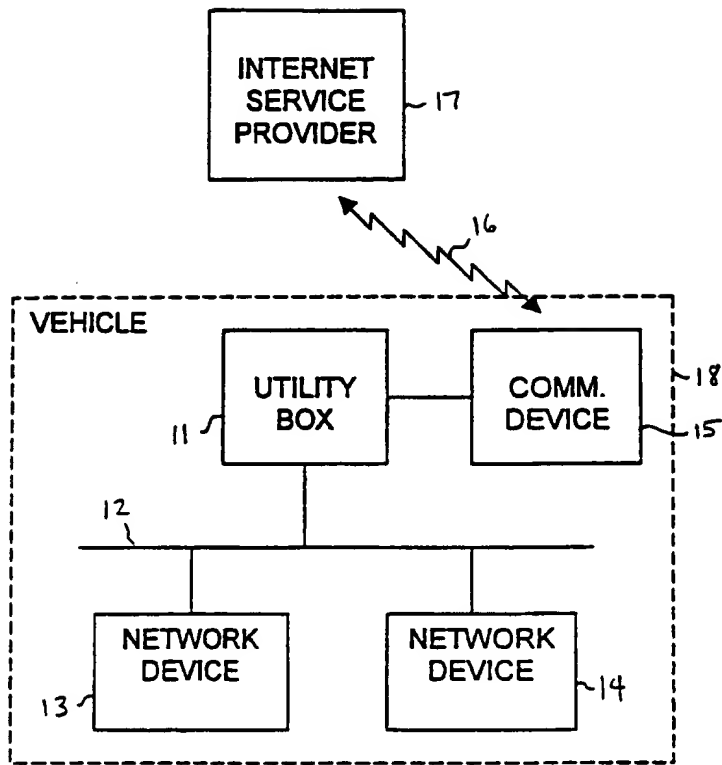 INTERNET
SERVICE
PROVIDER
17
16
VEHICLE
18
UTILITY
BOX
11
COMM.
DEVICE
15
12
NETWORK
DEVICE
13
NETWORK
DEVICE
14